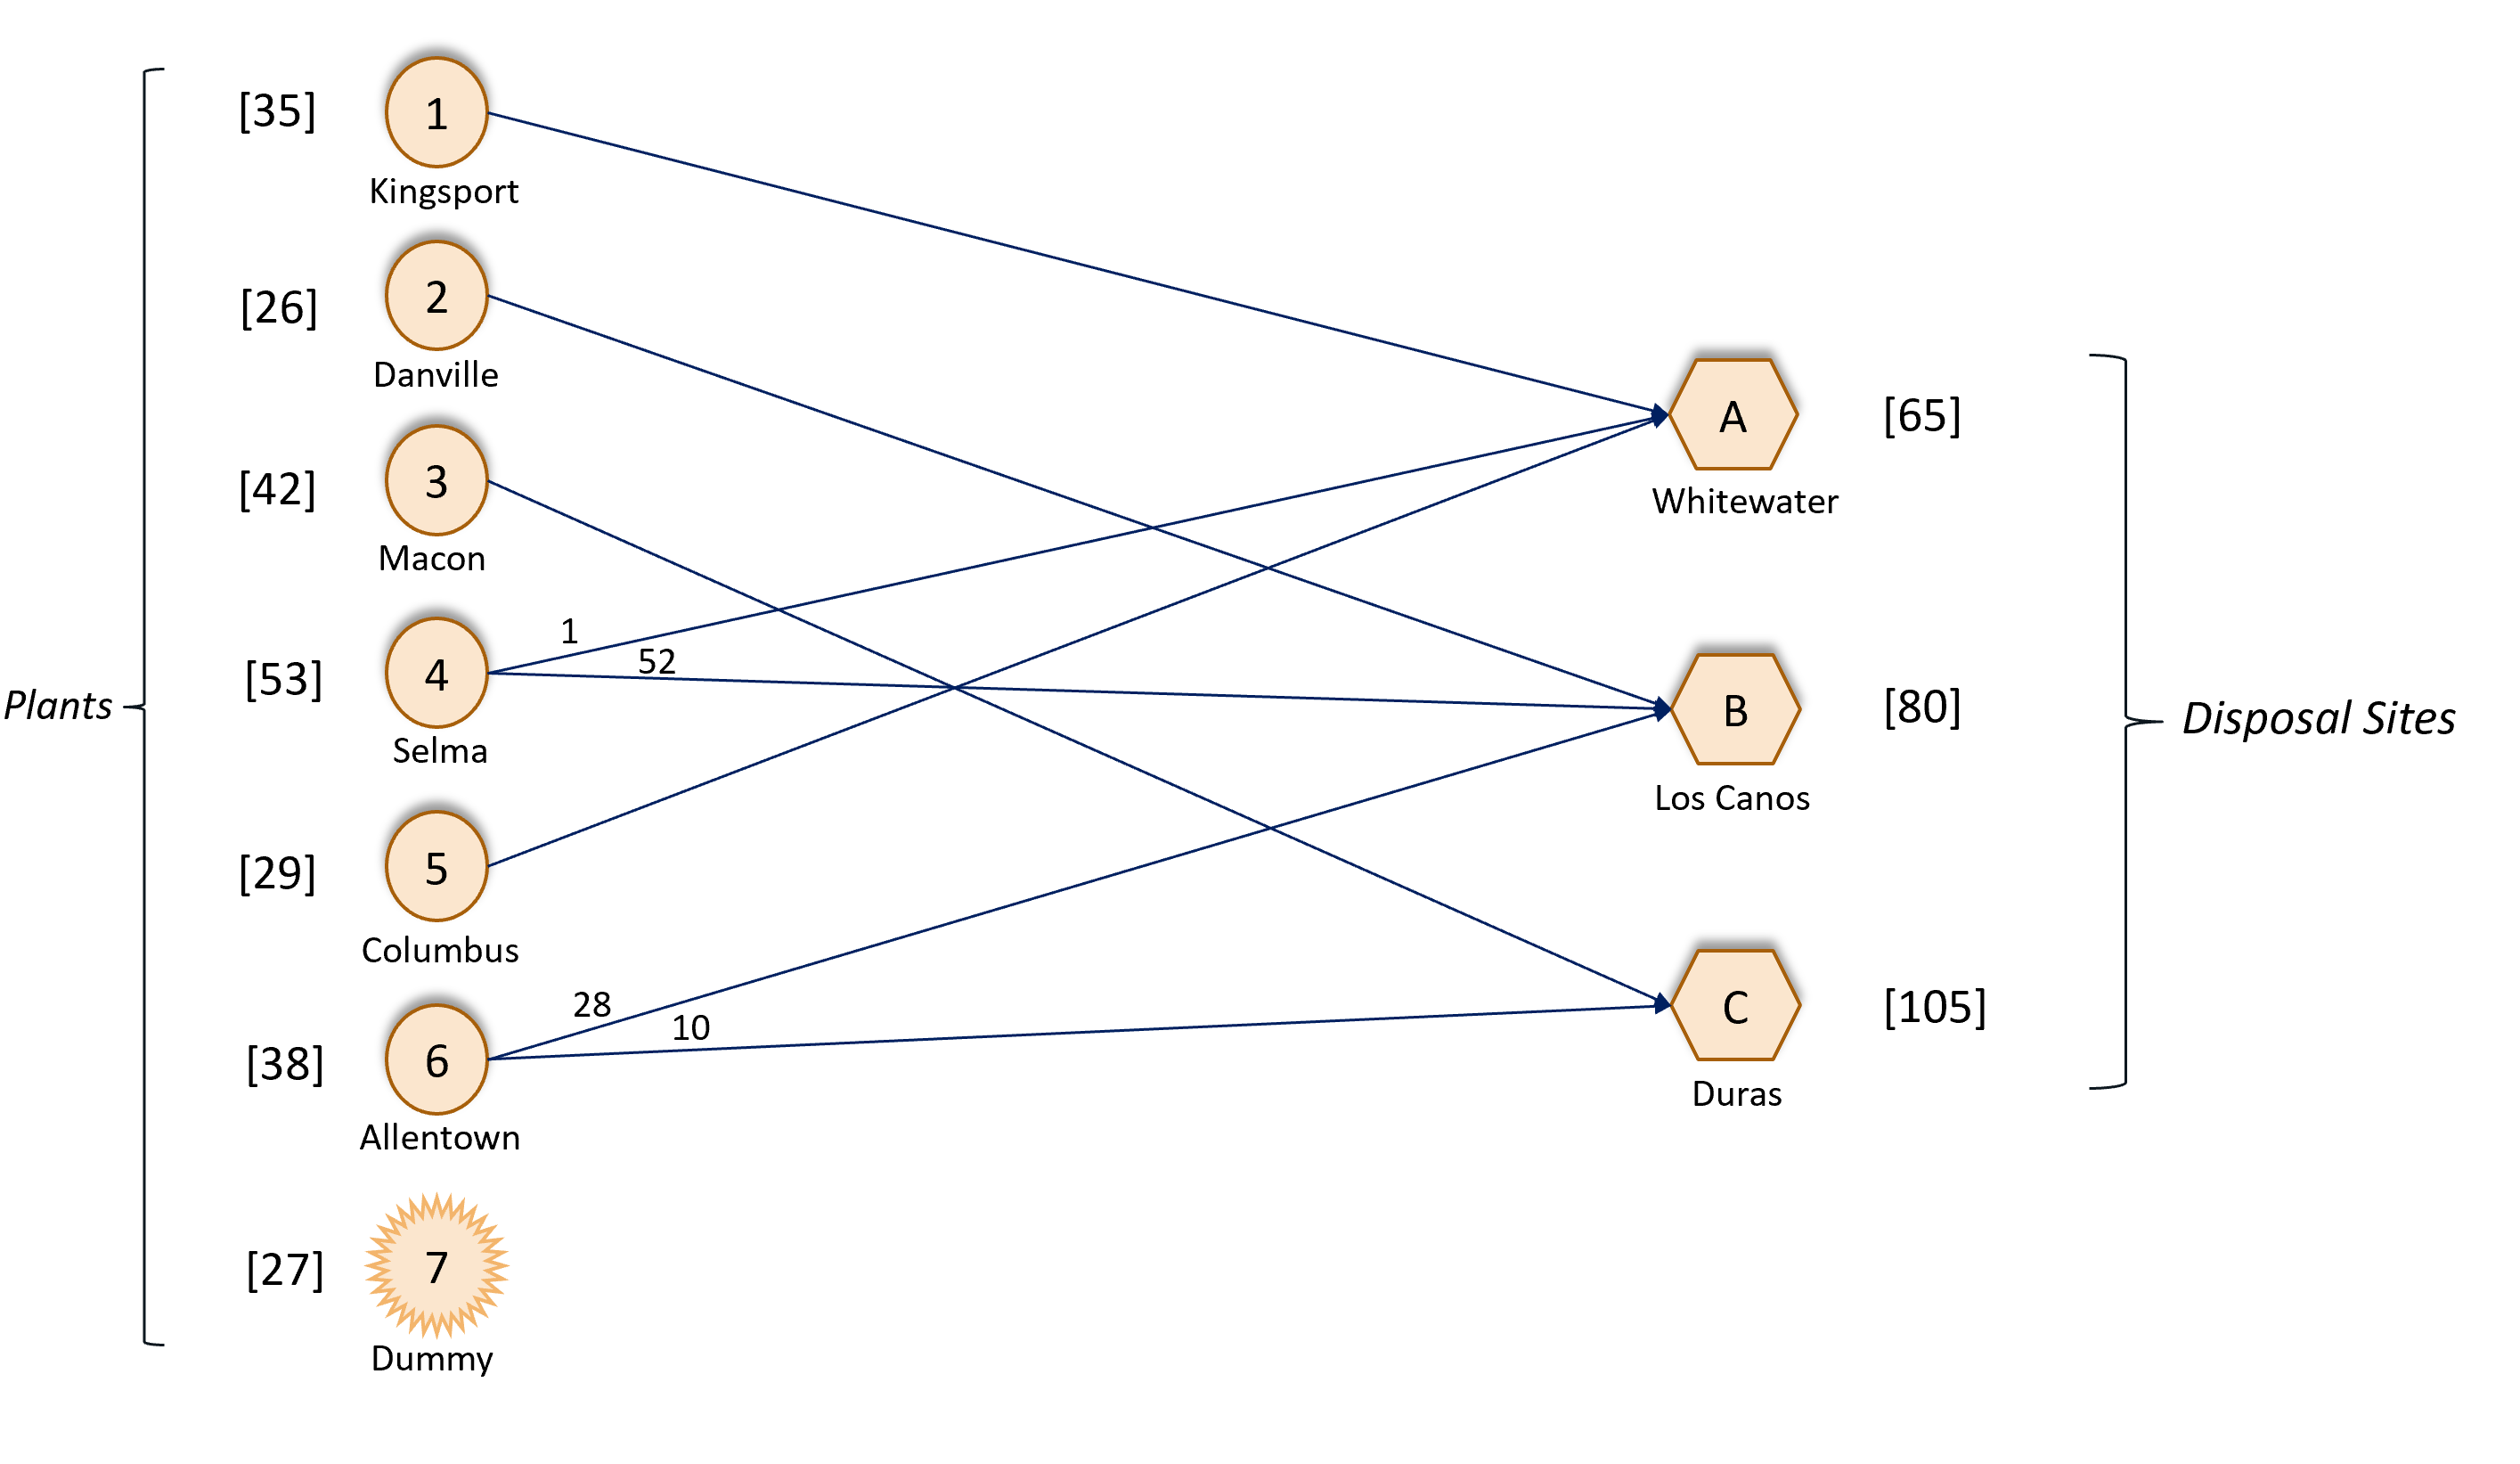 Plants
[35]
1
Kingsport
[26]
2
Danville
[42]
3
Macon
[53]
4
1
52
Selma
[29]
5
Columbus
[38]
6
28
10
Allentown
[27]
7
Dummy
A
[65]
Whitewater
B
[80]
Los Canos
C
[105]
Duras
Disposal Sites